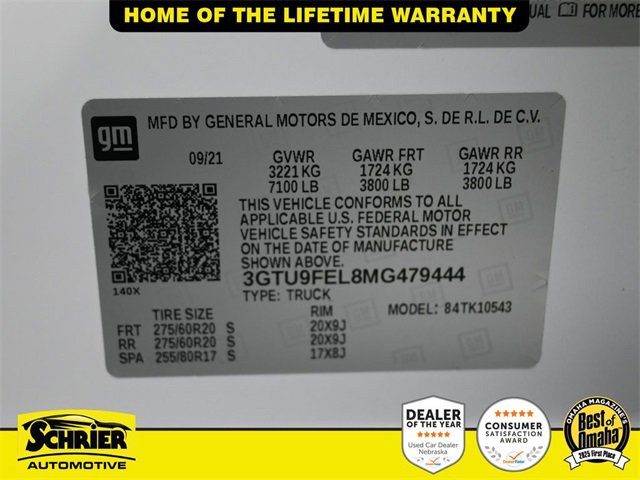 HOME OF THE LIFETIME WARRANTY*
UAL FOR MORE
gm
MFD BY GENERAL MOTORS DE MEXICO, S. DE R.L. DE C.V.
09/21 GVWR GAWR FRT GAWR RR
3221 KG 1724 KG 1724 KG
7100 LB 3800 LB 3800 LB
THIS VEHICLE CONFORMS TO ALL
APPLICABLE U.S. FEDERAL MOTOR
VEHICLE SAFETY STANDARDS IN EFFECT
ON THE DATE OF MANUFACTURE
SHOWN ABOVE.
3GTU9FEL8MG479444
140X TYPE: TRUCK
MODEL: 84TK10543
TIRE SIZE RIM
FRT 275/60R20 S 20X9J
RR 275/60R20 S 20X9J
SPA 255/80R17 S 17X8J
SCHRIER
AUTOMOTIVE
DEALER
OF THE YEAR
Used Car Dealer
Nebraska
DealerRater
CONSUMER
SATISFACTION
AWARD
DealerRater
OMAHA MAGAZINE'S
Best of
Omaha
2025 First Place